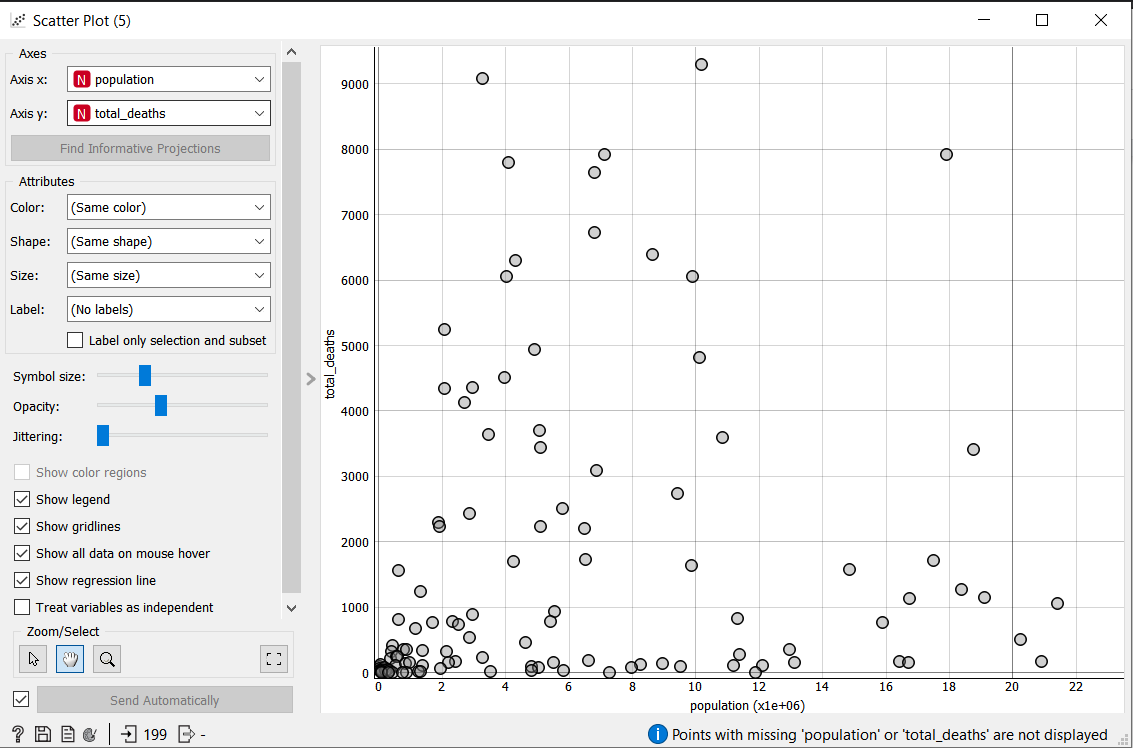 Scatter Plot (5)
Axes
Axis x: N population
Axis y: N total_deaths
Find Informative Projections
Attributes
Color: (Same color)
Shape: (Same shape)
Size: (Same size)
Label: (No labels)
Label only selection and subset
Symbol size:
Opacity:
Jittering:
Show color regions
Show legend
Show gridlines
Show all data on mouse hover
Show regression line
Treat variables as independent
Zoom/Select
Send Automatically
? 199 -
total_deaths
9000
8000
7000
6000
5000
4000
3000
2000
1000
0
0 2 4 6 8 10 12 14 16 18 20 22
population (x1e+06)
i Points with missing 'population' or 'total_deaths' are not displayed